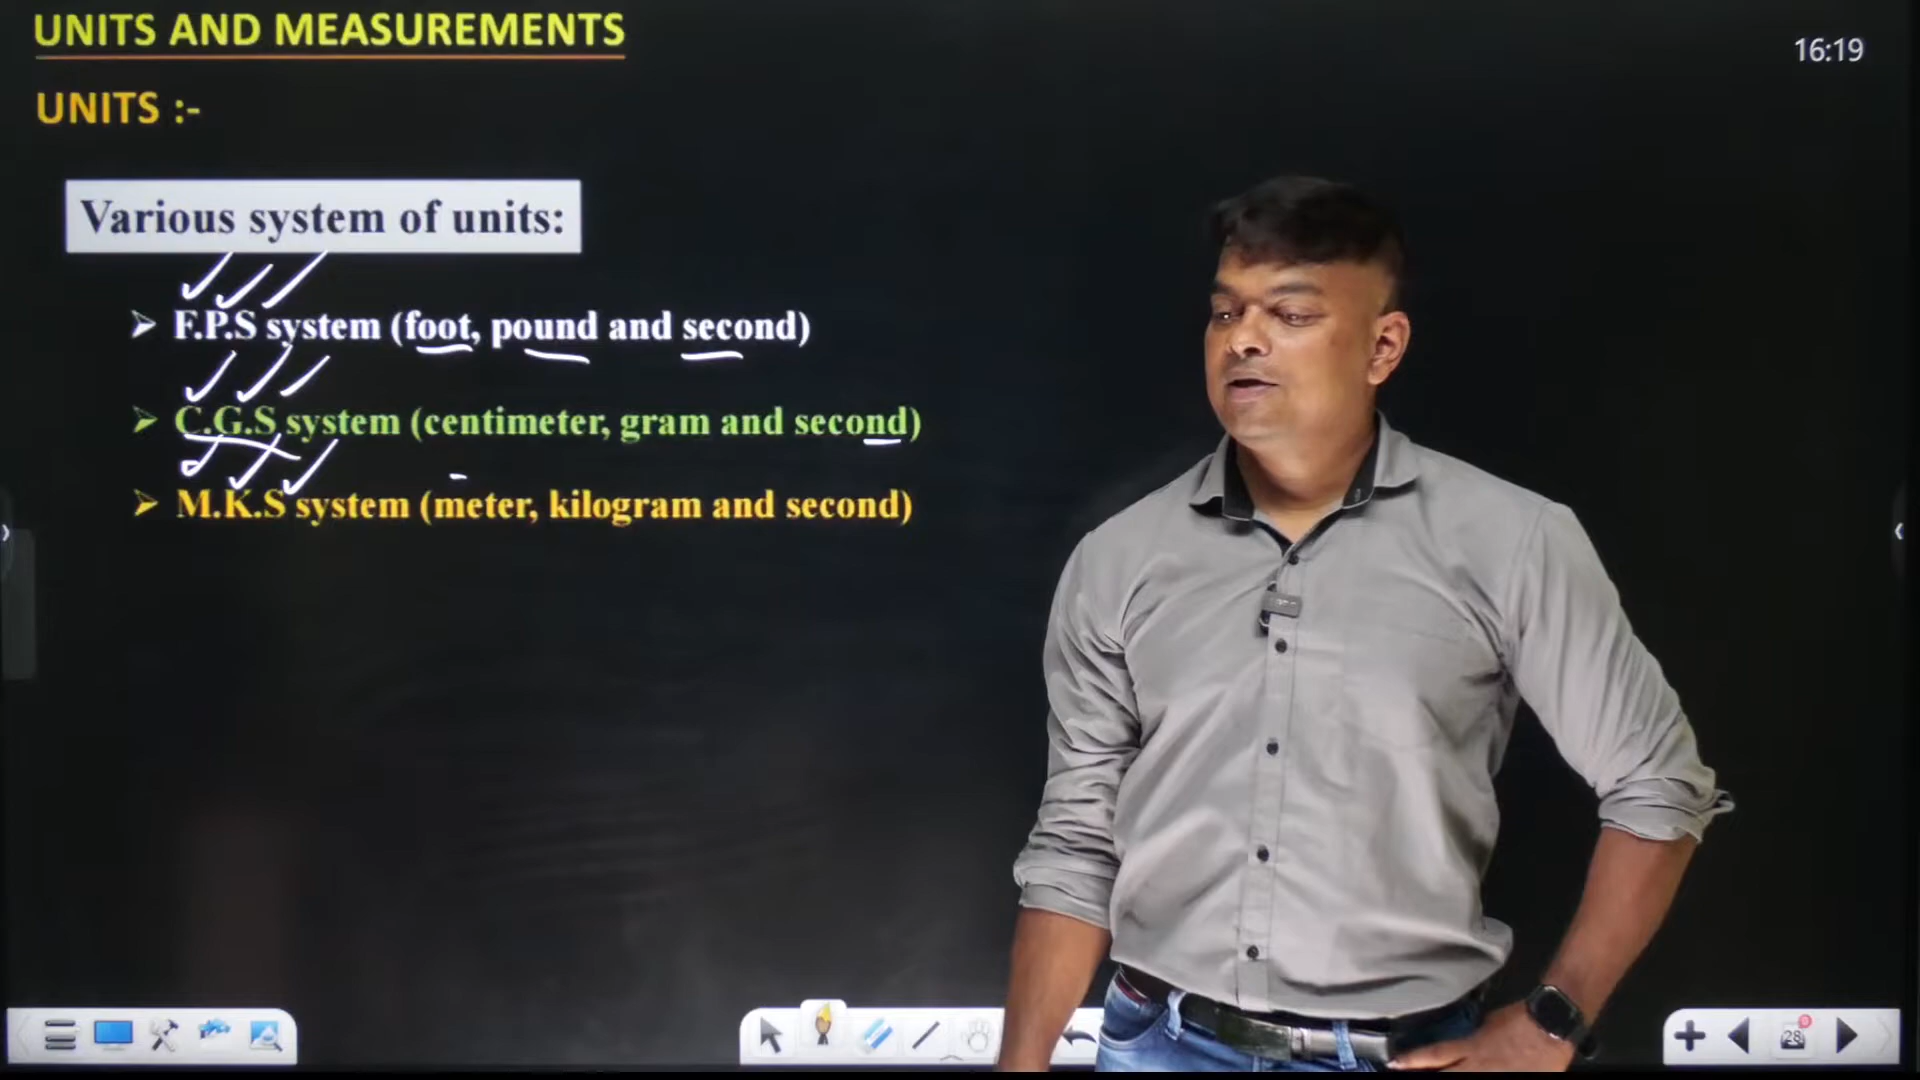 UNITS AND MEASUREMENTS
16:19
UNITS :-
Various system of units:
➢ F.P.S system (foot, pound and second)
➢ C.G.S system (centimeter, gram and second)
➢ M.K.S system (meter, kilogram and second)
28